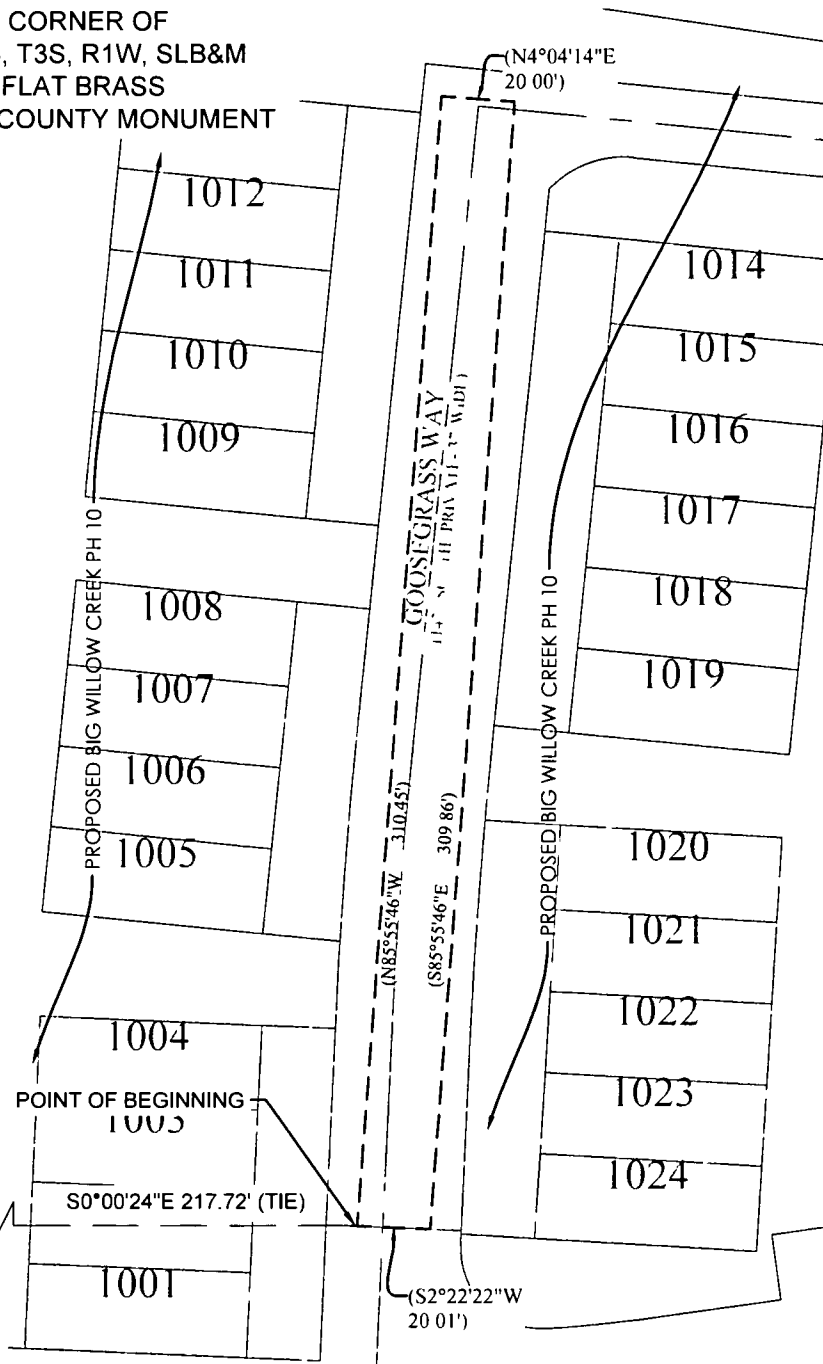 CORNER OF
T3S, R1W, SLB&M
FLAT BRASS
COUNTY MONUMENT
(N4°04'14"E
20 00')
1012
1011
1010
1009
1014
1015
1016
1017
1018
1019
GOOSEGRASS WAY
PROPOSED BIG WILLOW CREEK PH 10
PROPOSED BIG WILLOW CREEK PH 10
1008
1007
1006
1005
(N85°55'46"W 310.45')
(S85°55'46"E 309 86')
1020
1021
1022
1023
1024
1004
POINT OF BEGINNING
1003
S0°00'24"E 217.72' (TIE)
1001
(S2°22'22"W
20 01')